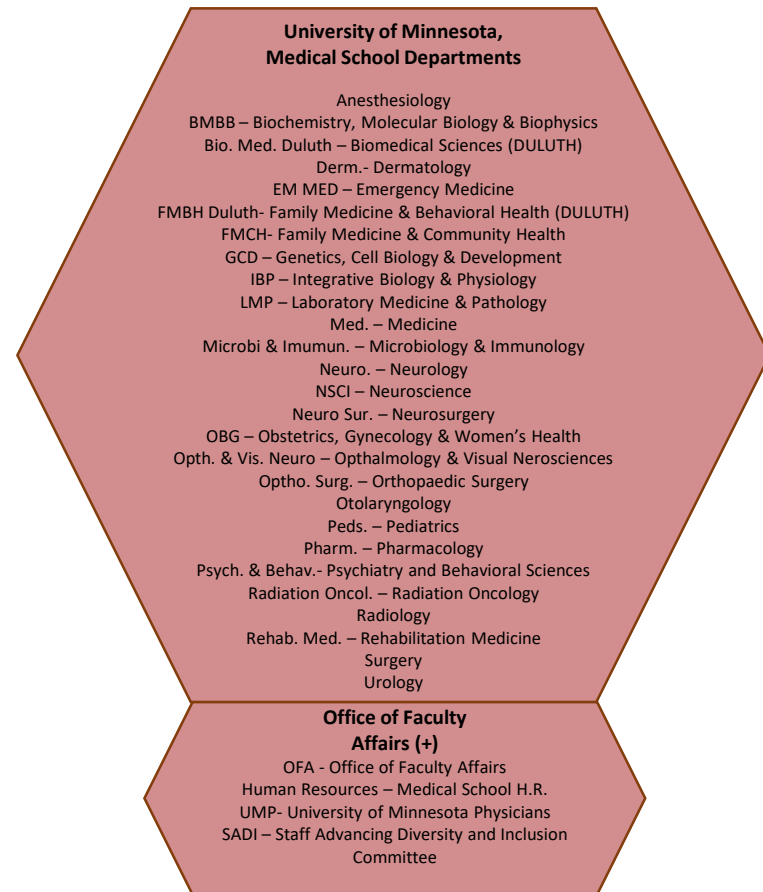 University of Minnesota,
Medical School Departments
Anesthesiology
BMBB – Biochemistry, Molecular Biology & Biophysics
Bio. Med. Duluth – Biomedical Sciences (DULUTH)
Derm.- Dermatology
EM MED – Emergency Medicine
FMBH Duluth- Family Medicine & Behavioral Health (DULUTH)
FMCH- Family Medicine & Community Health
GCD – Genetics, Cell Biology & Development
IBP – Integrative Biology & Physiology
LMP – Laboratory Medicine & Pathology
Med. – Medicine
Microbi & Imumun. – Microbiology & Immunology
Neuro. – Neurology
NSCI – Neuroscience
Neuro Sur. – Neurosurgery
OBG – Obstetrics, Gynecology & Women’s Health
Opth. & Vis. Neuro – Opthalmology & Visual Nerosciences
Optho. Surg. – Orthopaedic Surgery
Otolaryngology
Peds. – Pediatrics
Pharm. – Pharmacology
Psych. & Behav.- Psychiatry and Behavioral Sciences
Radiation Oncol. – Radiation Oncology
Radiology
Rehab. Med. – Rehabilitation Medicine
Surgery
Urology
Office of Faculty
Affairs (+)
OFA - Office of Faculty Affairs
Human Resources – Medical School H.R.
UMP- University of Minnesota Physicians
SADI – Staff Advancing Diversity and Inclusion
Committee